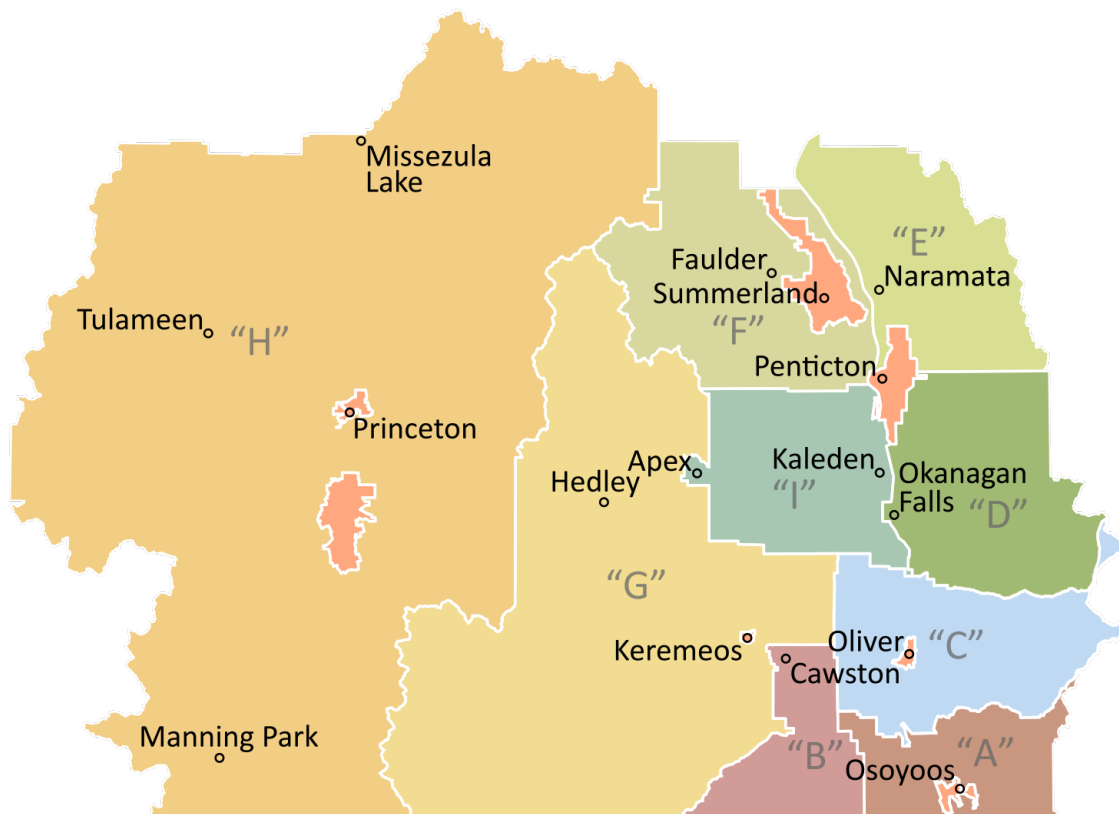 Missezula
Lake
“E”
Faulder
Naramata
Summerland
Tulameen
“H”
“F”
Penticton
Princeton
Apex
Kaleden
Okanagan
Falls
Hedley
“I”
“D”
“G”
Keremeos
Oliver
“C”
Cawston
Manning Park
“B”
“A”
Osoyoos